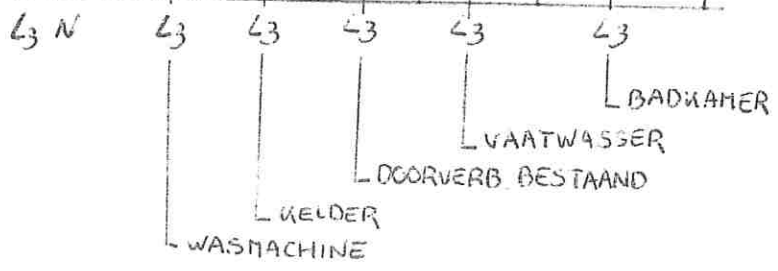 L3 N L3 L3 L3 L3 L3
BADKAMER
VAATWASSER
DOORVERB. BESTAAND
KELDER
WASMACHINE